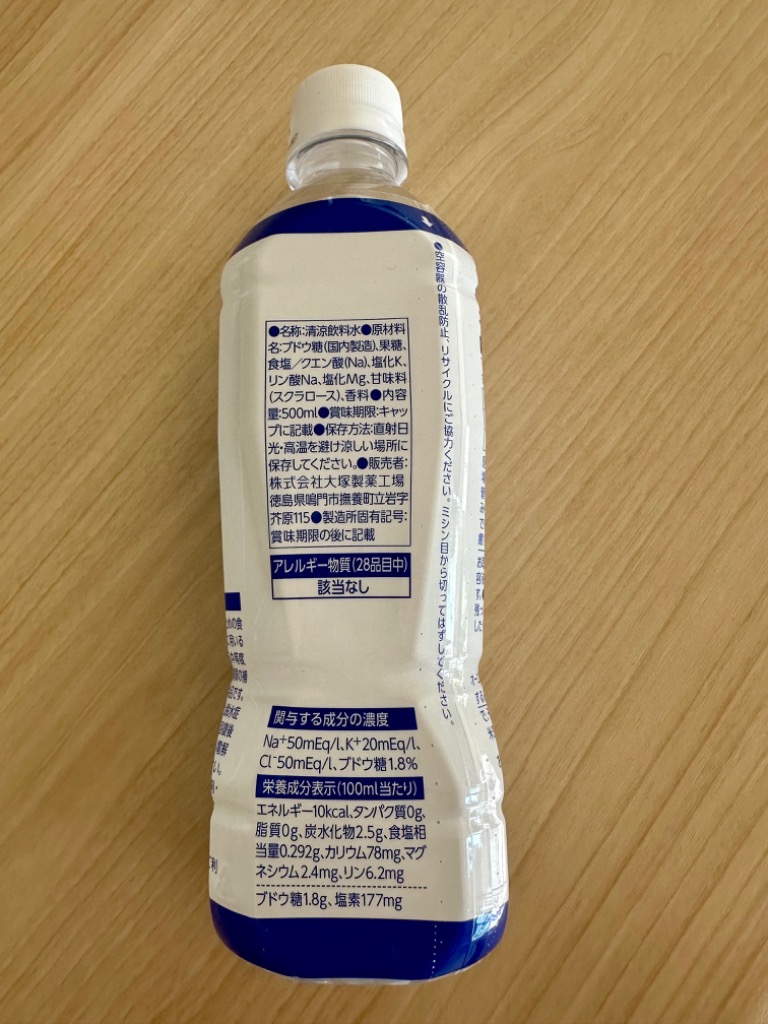 ●名称:清涼飲料水●原材料
名:ブドウ糖(国内製造)、果糖、
食塩/クエン酸(Na)、塩化K、
リン酸Na、塩化Mg、甘味料
(スクラロース)、香料●内容
量:500ml●賞味期限:キャッ
プに記載●保存方法:直射日
光・高温を避け涼しい場所に
保存してください。●販売者:
株式会社大塚製薬工場
徳島県鳴門市撫養町立岩字
芥原115●製造所固有記号:
賞味期限の後に記載
アレルギー物質(28品目中)
該当なし
関与する成分の濃度
Na⁺50mEq/l、K⁺20mEq/l、
Cl⁻50mEq/l、ブドウ糖1.8%
栄養成分表示(100ml当たり)
エネルギー10kcal、タンパク質0g、
脂質0g、炭水化物2.5g、食塩相
当量0.292g、カリウム78mg、マグ
ネシウム2.4mg、リン6.2mg
ブドウ糖1.8g、塩素177mg
空容器の散乱防止、リサイクルにご協力ください。ミシン目から切ってはずしてください。